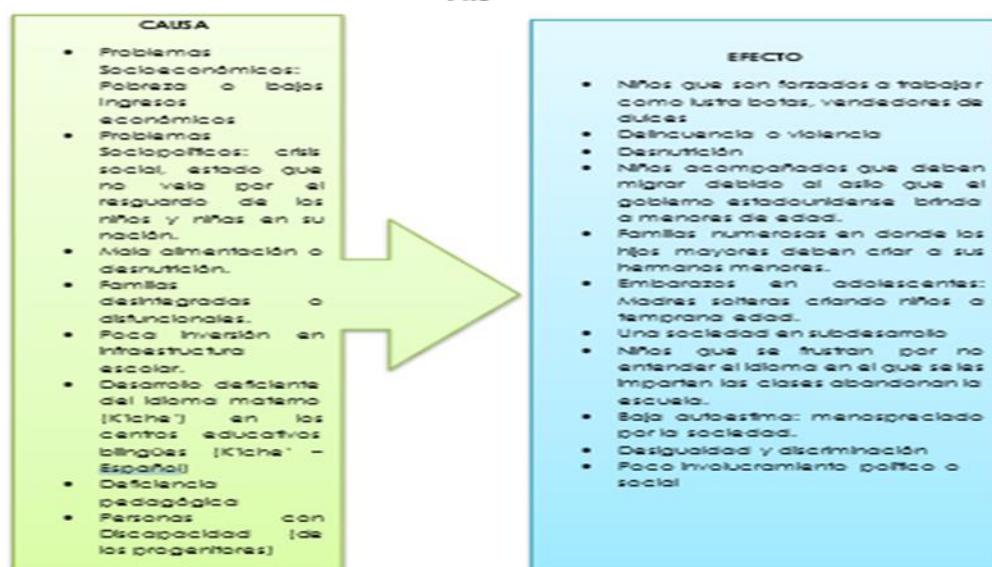 CAUSA
• Problemas
Socioeconómicos:
Pobreza o bajos
Ingresos
económicos
• Problemas
Sociopolíticos: crisis
social, estado que
no vela por el
resguardo de los
niños y niñas en su
nación.
• Mala alimentación o
desnutrición.
• Familias
desintegradas o
disfuncionales.
• Poca inversión en
infraestructura
escolar.
• Desarrollo deficiente
del idioma materno
(K'iche') en los
centros educativos
bilingües (K'iche' –
Español)
• Deficiencia
pedagógica
• Personas con
Discapacidad (de
los progenitores)
EFECTO
• Niños que son forzados a trabajar
como lustra botas, vendedores de
dulces
• Delincuencia o violencia
• Desnutrición
• Niños acompañados que deben
migrar debido al asilo que el
gobierno estadounidense brinda
a menores de edad.
• Familias numerosas en donde los
hijos mayores deben criar a sus
hermanos menores.
• Embarazos en adolescentes:
Madres solteras criando niños a
temprana edad.
• Una sociedad en subdesarrollo
• Niños que se frustran por no
entender el idioma en el que se les
imparten las clases abandonan la
escuela.
• Baja autoestima: menospreciado
por la sociedad.
• Desigualdad y discriminación
• Poco involucramiento político o
social